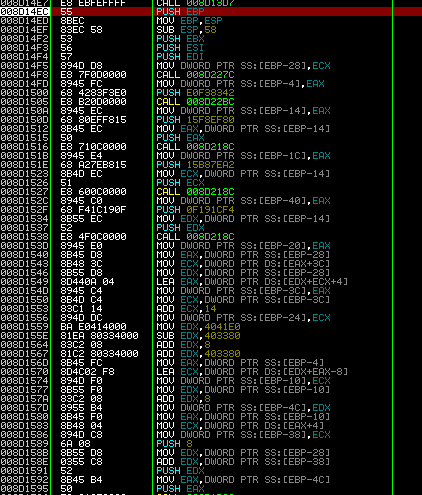 008D14E7 E8 EBFEFFFF CALL 008D13D7
008D14EC 55 PUSH EBP
008D14ED 8BEC MOV EBP,ESP
008D14EF 83EC 58 SUB ESP,58
008D14F2 53 PUSH EBX
008D14F3 56 PUSH ESI
008D14F4 57 PUSH EDI
008D14F5 894D D8 MOV DWORD PTR SS:[EBP-28],ECX
008D14F8 E8 7F0D0000 CALL 008D227C
008D14FD 8945 FC MOV DWORD PTR SS:[EBP-4],EAX
008D1500 68 4283F3E0 PUSH E0F38342
008D1505 E8 B20D0000 CALL 008D22BC
008D150A 8945 EC MOV DWORD PTR SS:[EBP-14],EAX
008D150D 68 80EFF815 PUSH 15F8EF80
008D1512 8B45 EC MOV EAX,DWORD PTR SS:[EBP-14]
008D1515 50 PUSH EAX
008D1516 E8 710C0000 CALL 008D218C
008D151B 8945 E4 MOV DWORD PTR SS:[EBP-1C],EAX
008D151E 68 A27EB815 PUSH 15B87EA2
008D1523 8B4D EC MOV ECX,DWORD PTR SS:[EBP-14]
008D1526 51 PUSH ECX
008D1527 E8 600C0000 CALL 008D218C
008D152C 8945 C0 MOV DWORD PTR SS:[EBP-40],EAX
008D152F 68 F41C190F PUSH 0F191CF4
008D1534 8B55 EC MOV EDX,DWORD PTR SS:[EBP-14]
008D1537 52 PUSH EDX
008D1538 E8 4F0C0000 CALL 008D218C
008D153D 8945 E0 MOV DWORD PTR SS:[EBP-20],EAX
008D1540 8B45 D8 MOV EAX,DWORD PTR SS:[EBP-28]
008D1543 8B48 3C MOV ECX,DWORD PTR DS:[EAX+3C]
008D1546 8B55 D8 MOV EDX,DWORD PTR SS:[EBP-28]
008D1549 8D440A 04 LEA EAX,DWORD PTR DS:[EDX+ECX+4]
008D154D 8945 C4 MOV DWORD PTR SS:[EBP-3C],EAX
008D1550 8B4D C4 MOV ECX,DWORD PTR SS:[EBP-3C]
008D1553 83C1 14 ADD ECX,14
008D1556 894D DC MOV DWORD PTR SS:[EBP-24],ECX
008D1559 BA E0414000 MOV EDX,4041E0
008D155E 81EA 80334000 SUB EDX,403380
008D1564 83C2 08 ADD EDX,8
008D1567 81C2 80334000 ADD EDX,403380
008D156D 8B45 FC MOV EAX,DWORD PTR SS:[EBP-4]
008D1570 8D4C02 F8 LEA ECX,DWORD PTR DS:[EDX+EAX-8]
008D1574 894D F0 MOV DWORD PTR SS:[EBP-10],ECX
008D1577 8B55 F0 MOV EDX,DWORD PTR SS:[EBP-10]
008D157A 83C2 08 ADD EDX,8
008D157D 8955 B4 MOV DWORD PTR SS:[EBP-4C],EDX
008D1580 8B45 F0 MOV EAX,DWORD PTR SS:[EBP-10]
008D1583 8B48 04 MOV ECX,DWORD PTR DS:[EAX+4]
008D1586 894D C8 MOV DWORD PTR SS:[EBP-38],ECX
008D1589 6A 08 PUSH 8
008D158B 8B55 D8 MOV EDX,DWORD PTR SS:[EBP-28]
008D158E 0355 C8 ADD EDX,DWORD PTR SS:[EBP-38]
008D1591 52 PUSH EDX
008D1592 8B45 B4 MOV EAX,DWORD PTR SS:[EBP-4C]
008D1595 50 PUSH EAX